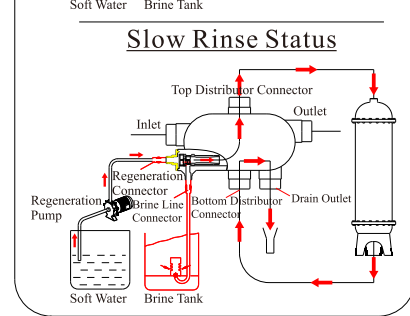 Soft Water Brine Tank
Slow Rinse Status
Top Distributor Connector
Inlet
Outlet
Regeneration
Connector
Regeneration
Pump
Brine Line
Connector
Bottom Distributor
Connector
Drain Outlet
Soft Water
Brine Tank